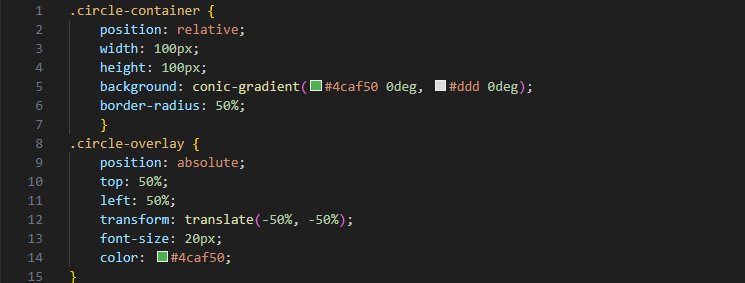 1 .circle-container {
2 position: relative;
3 width: 100px;
4 height: 100px;
5 background: conic-gradient(#4caf50 0deg, #ddd 0deg);
6 border-radius: 50%;
7 }
8 .circle-overlay {
9 position: absolute;
10 top: 50%;
11 left: 50%;
12 transform: translate(-50%, -50%);
13 font-size: 20px;
14 color: #4caf50;
15 }